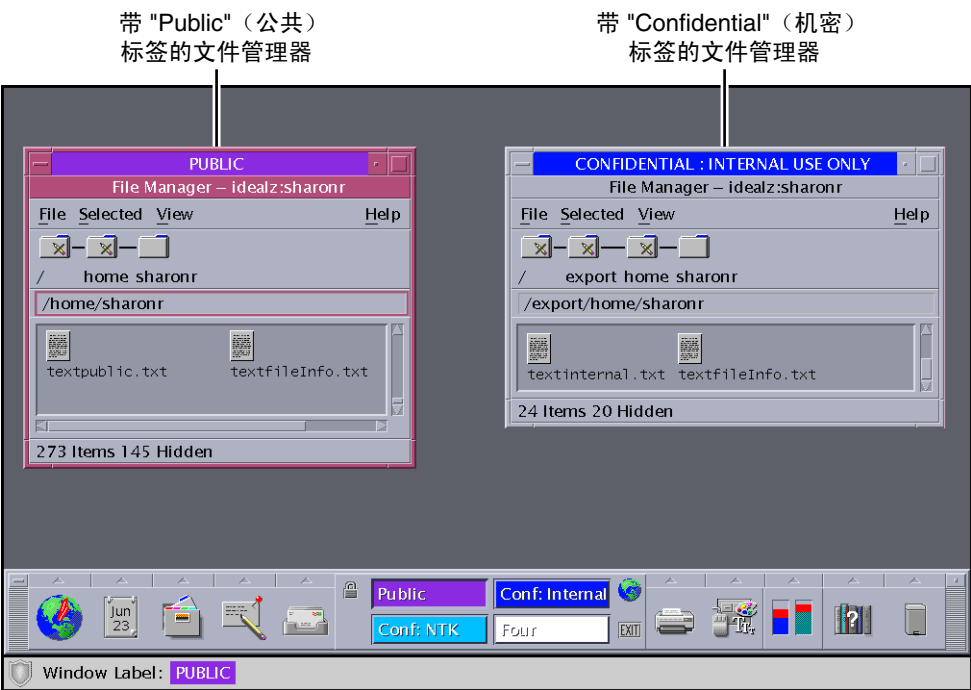 带 "Public"（公共）
标签的文件管理器
带 "Confidential"（机密）
标签的文件管理器
PUBLIC
File Manager – idealz:sharonr
File Selected View Help
/ home sharonr
/home/sharonr
textpublic.txt textfileInfo.txt
273 Items 145 Hidden
CONFIDENTIAL : INTERNAL USE ONLY
File Manager – idealz:sharonr
File Selected View Help
/ export home sharonr
/export/home/sharonr
textinternal.txt textfileInfo.txt
24 Items 20 Hidden
Jun
23
Public
Conf: Internal
Conf: NTK
Four
EXIT
Window Label: PUBLIC